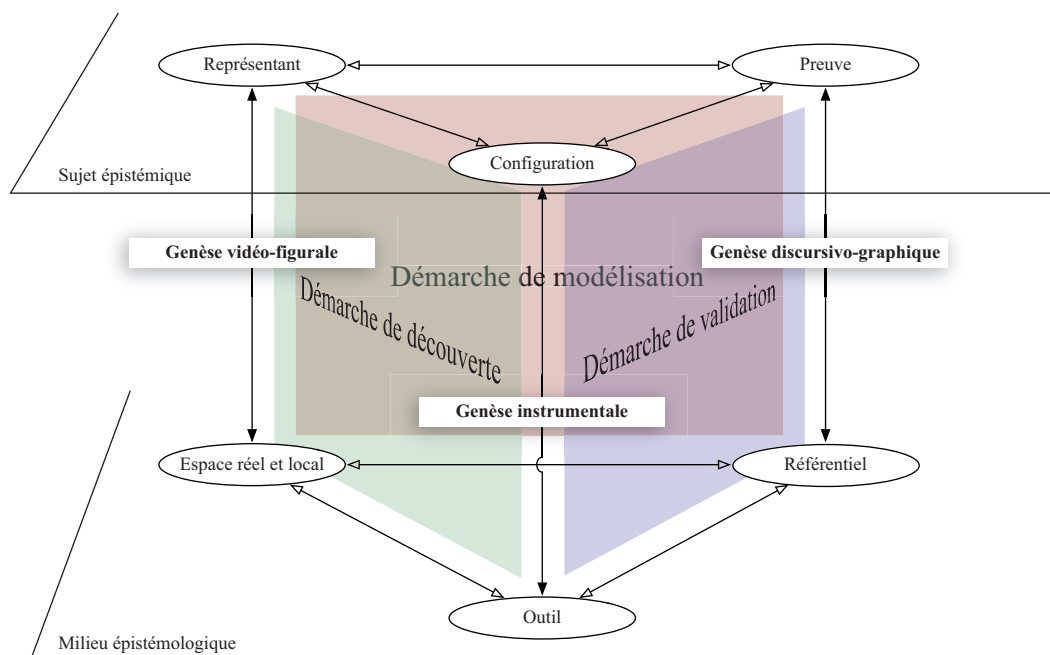 Représentant
Preuve
Configuration
Sujet épistémique
Genèse vidéo-figurale
Genèse discursivo-graphique
Démarche de modélisation
Démarche de découverte
Démarche de validation
Genèse instrumentale
Espace réel et local
Référentiel
Outil
Milieu épistémologique